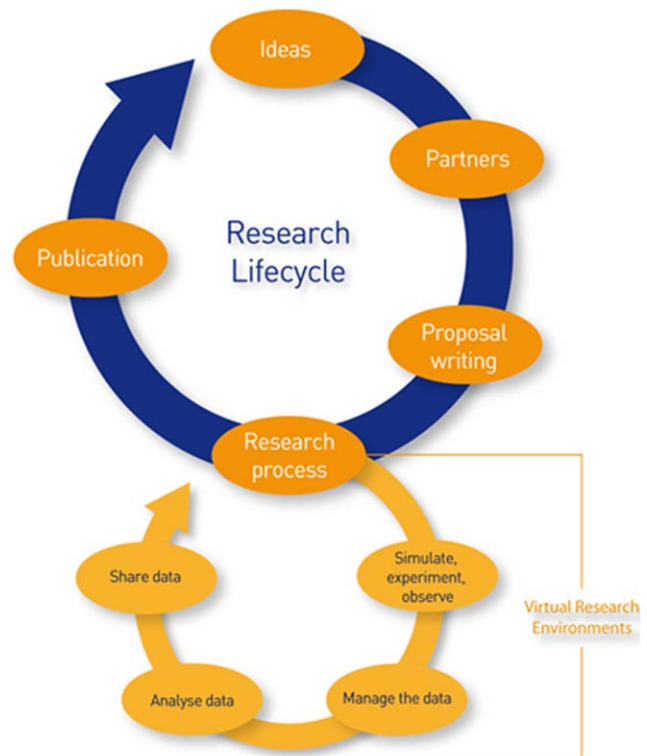 Ideas
Partners
Research
Lifecycle
Publication
Proposal
writing
Research
process
Share data
Simulate,
experiment,
observe
Virtual Research
Environments
Analyse data
Manage the data